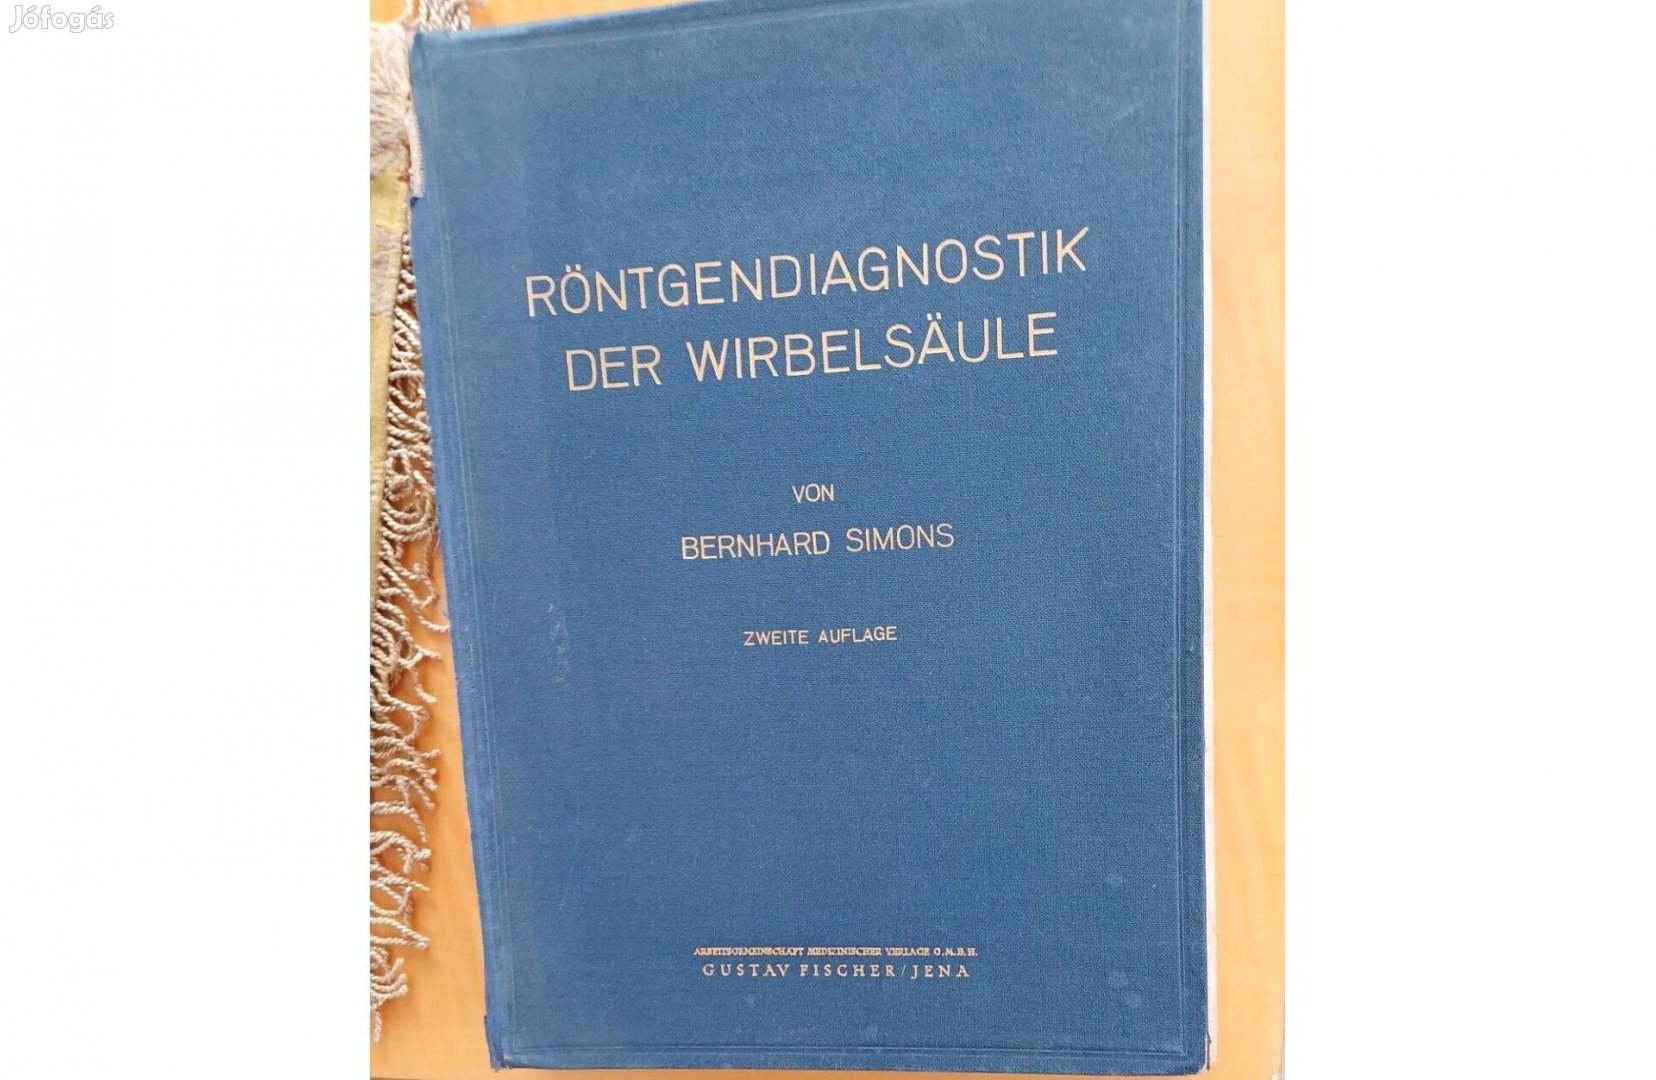 Jófogás
RÖNTGENDIAGNOSTIK
DER WIRBELSÄULE
VON
BERNHARD SIMONS
ZWEITE AUFLAGE
ARBEITSGEMEINSCHAFT MEDIZINISCHER VERLAGE G.M.B.H.
GUSTAV FISCHER/JENA